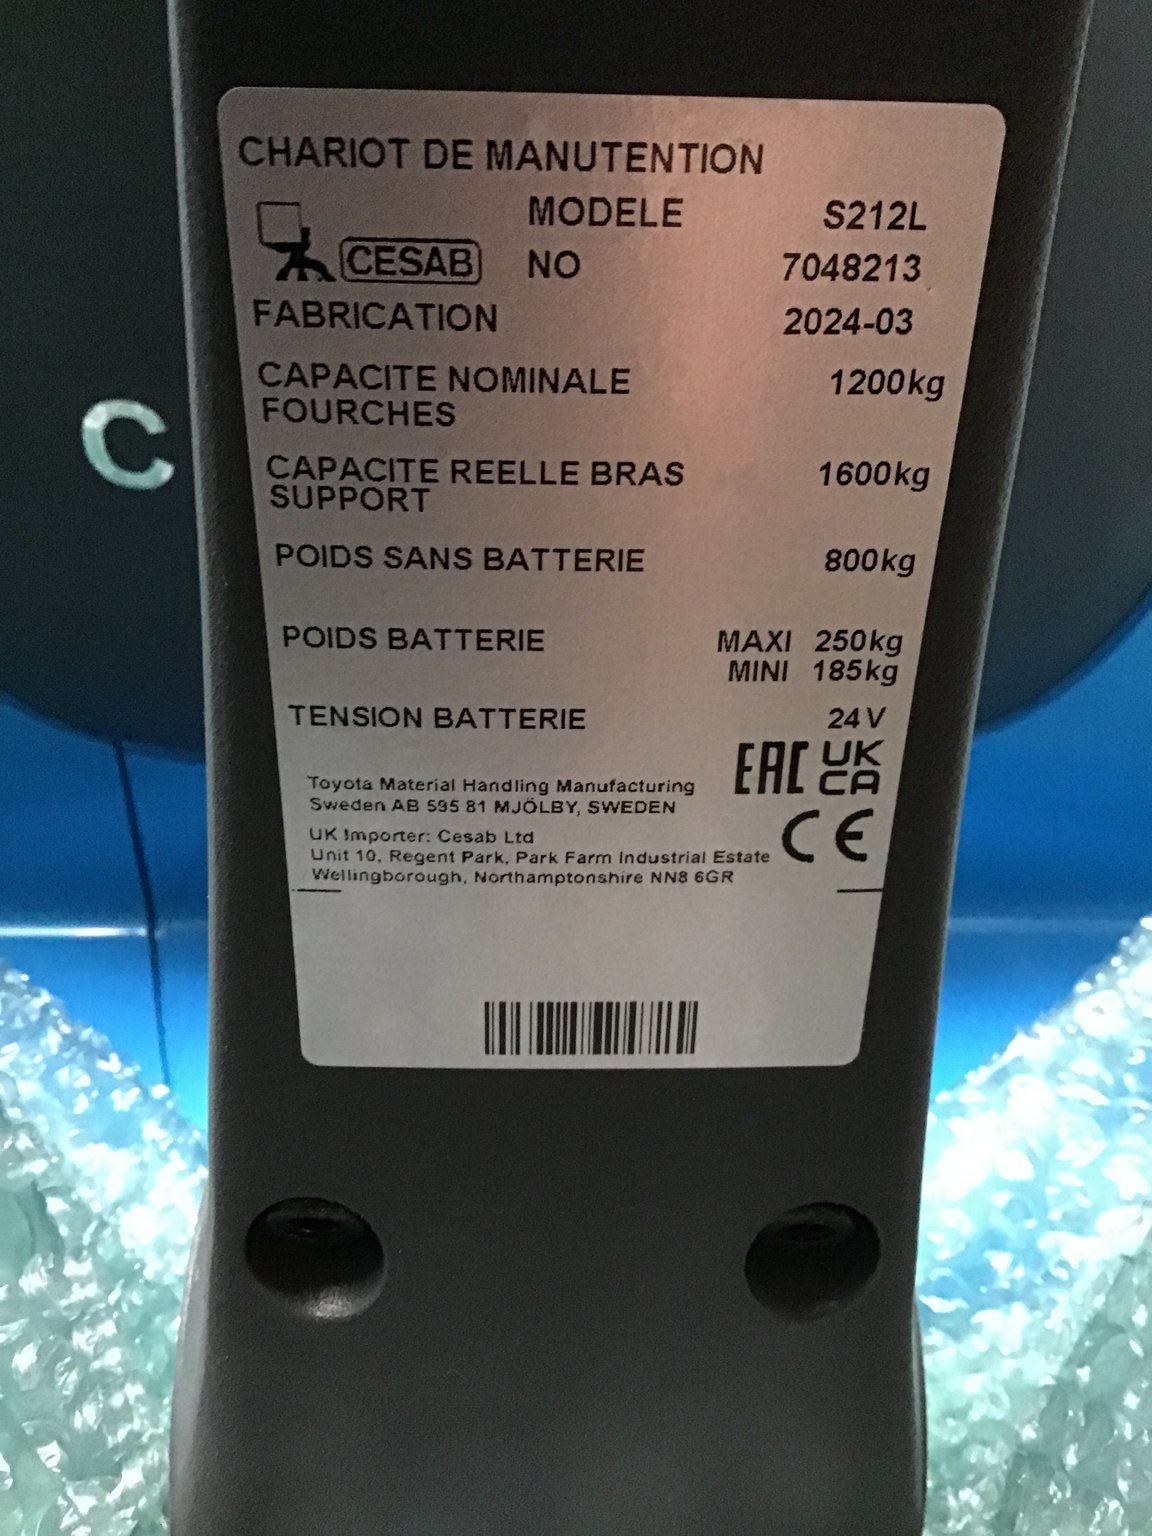 CHARIOT DE MANUTENTION
CESAB
MODELE S212L
NO 7048213
FABRICATION 2024-03
CAPACITE NOMINALE 1200kg
FOURCHES
CAPACITE REELLE BRAS 1600kg
SUPPORT
POIDS SANS BATTERIE 800kg
POIDS BATTERIE MAXI 250kg
MINI 185kg
TENSION BATTERIE 24V
EAC UK
CA
Toyota Material Handling Manufacturing
Sweden AB 595 81 MJÖLBY, SWEDEN
CE
UK Importer: Cesab Ltd
Unit 10, Regent Park, Park Farm Industrial Estate
Wellingborough, Northamptonshire NN8 6GR
C